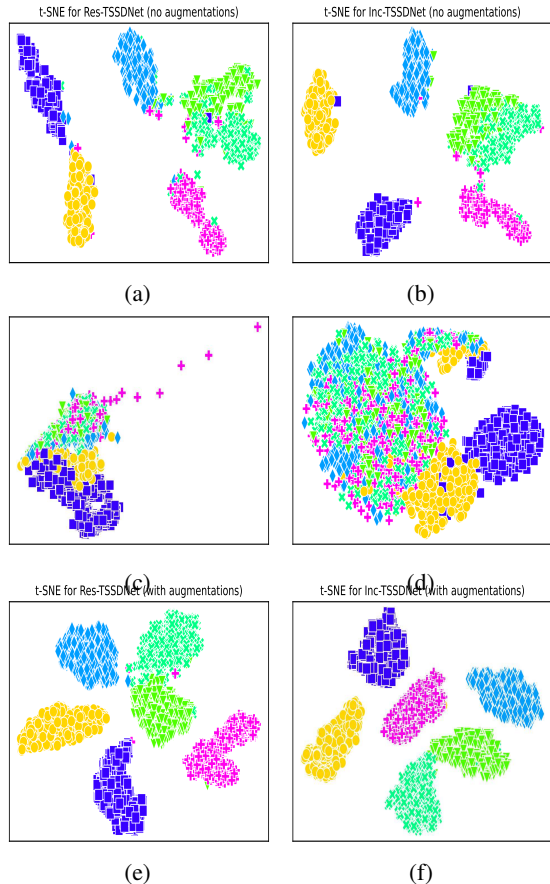 t-SNE for Res-TSSDNet (no augmentations)
t-SNE for Inc-TSSDNet (no augmentations)
(a)
(b)
(c)
(d)
t-SNE for Res-TSSDNet (with augmentations)
t-SNE for Inc-TSSDNet (with augmentations)
(e)
(f)